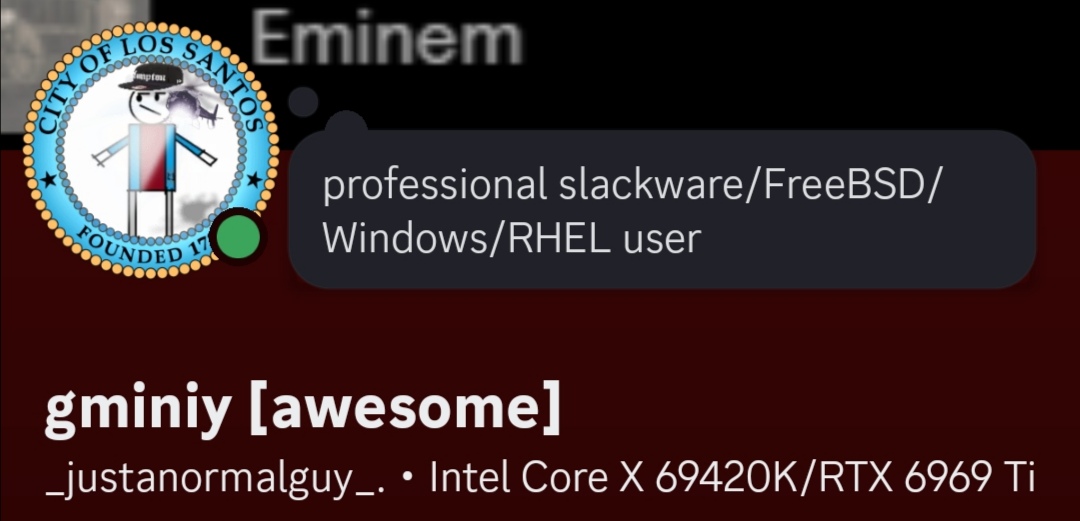 Eminem
CITY OF LOS SANTOS
FOUNDED
professional slackware/FreeBSD/
Windows/RHEL user
gminiy [awesome]
_justanormalguy_. • Intel Core X 69420K/RTX 6969 Ti